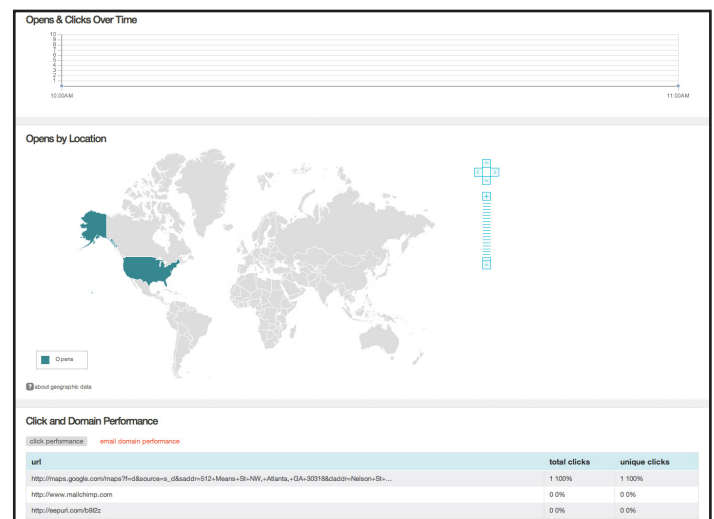 Opens & Clicks Over Time
10
9
8
7
6
5
4
3
2
1
10:00AM 11:00AM
Opens by Location
Opens
? about geographic data
Click and Domain Performance
click performance email domain performance
url total clicks unique clicks
http://maps.google.com/maps?f=d&source=s_d&saddr=512+Means+St+NW,+Atlanta,+GA+30318&daddr=Nelson+St+... 1 100% 1 100%
http://www.mailchimp.com 0 0% 0 0%
http://eepurl.com/b9l2z 0 0% 0 0%